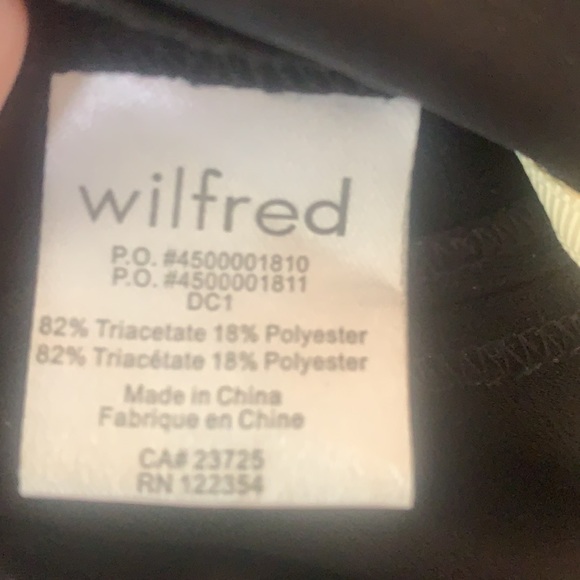 wilfred
P.O. #4500001810
P.O. #4500001811
DC1
82% Triacetate 18% Polyester
82% Triacétate 18% Polyester
Made in China
Fabrique en Chine
CA# 23725
RN 122354